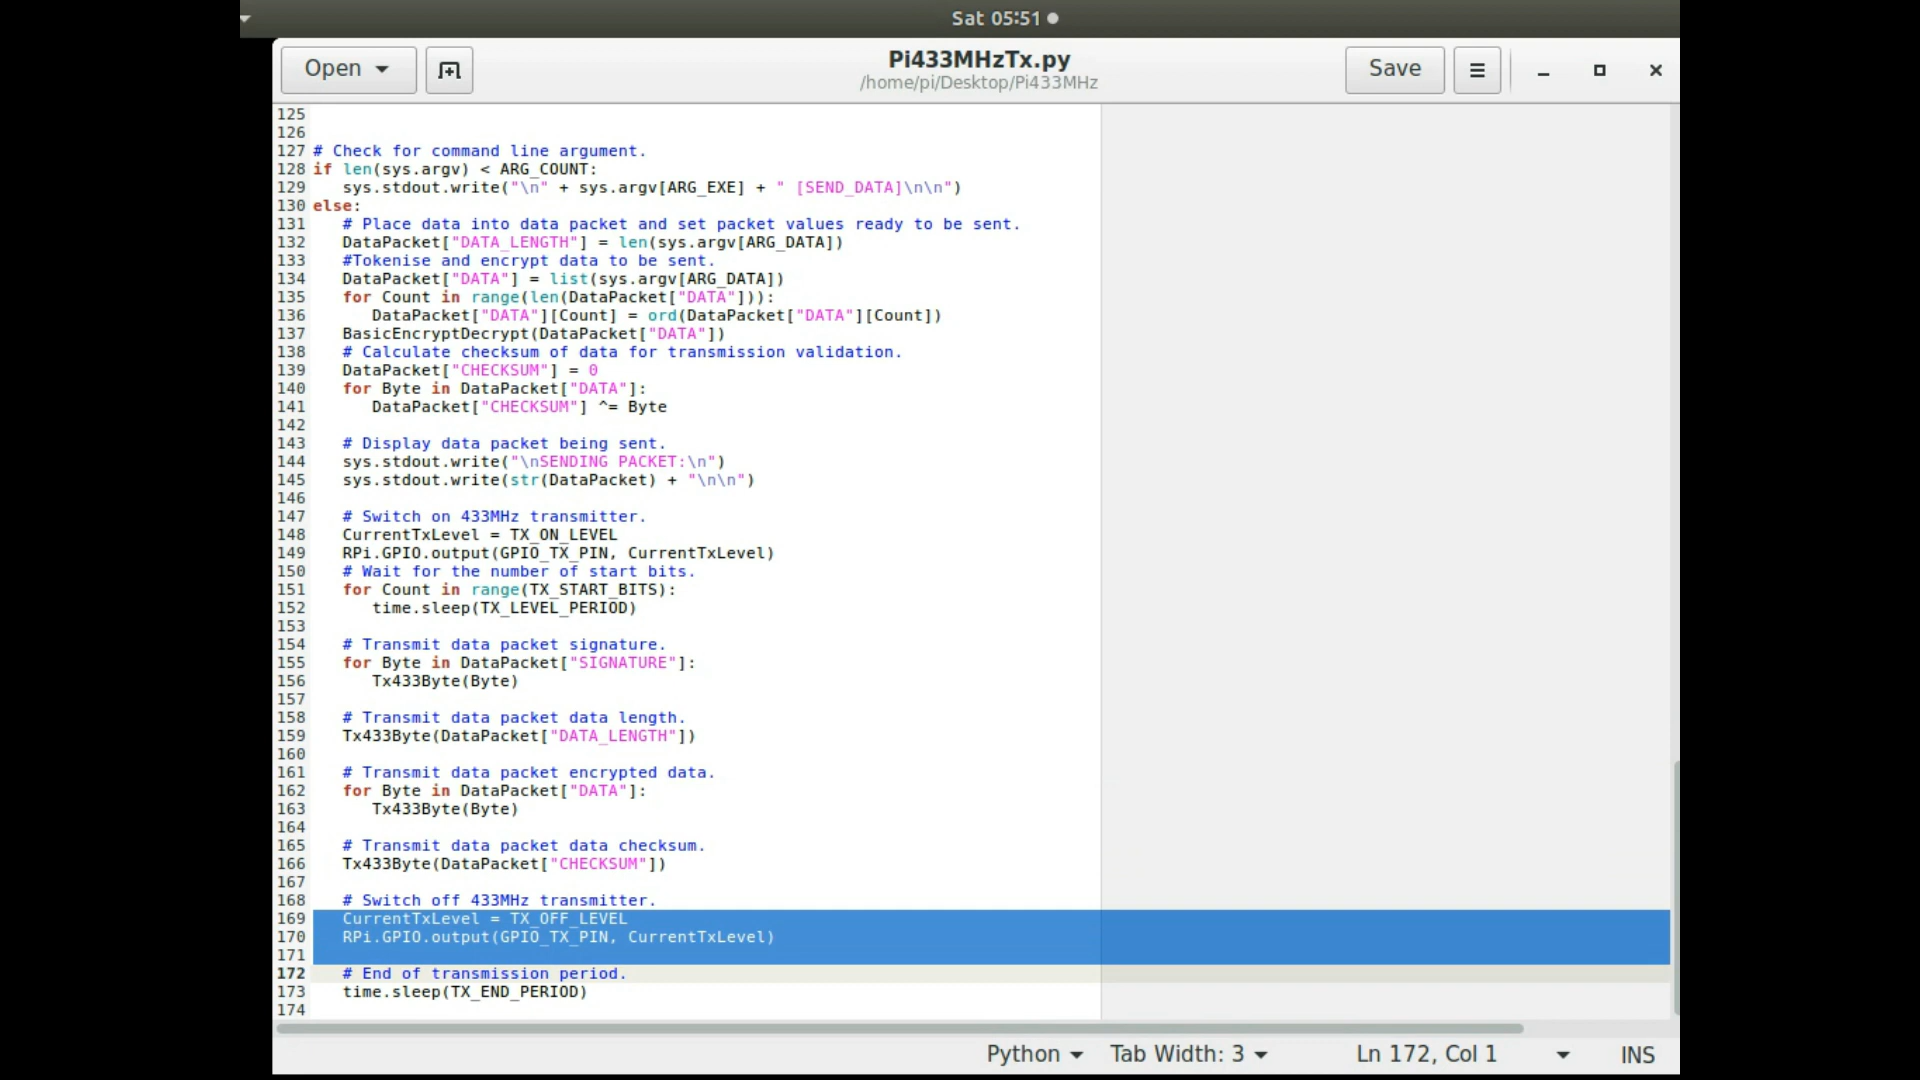 Sat 05:51
Open
Pi433MHzTx.py
/home/pi/Desktop/Pi433MHz
Save
125
126
127 # Check for command line argument.
128 if len(sys.argv) < ARG_COUNT:
129    sys.stdout.write("\n" + sys.argv[ARG_EXE] + " [SEND_DATA]\n\n")
130 else:
131    # Place data into data packet and set packet values ready to be sent.
132    DataPacket["DATA_LENGTH"] = len(sys.argv[ARG_DATA])
133    #Tokenise and encrypt data to be sent.
134    DataPacket["DATA"] = list(sys.argv[ARG_DATA])
135    for Count in range(len(DataPacket["DATA"])):
136       DataPacket["DATA"][Count] = ord(DataPacket["DATA"][Count])
137    BasicEncryptDecrypt(DataPacket["DATA"])
138    # Calculate checksum of data for transmission validation.
139    DataPacket["CHECKSUM"] = 0
140    for Byte in DataPacket["DATA"]:
141       DataPacket["CHECKSUM"] ^= Byte
142
143    # Display data packet being sent.
144    sys.stdout.write("\nSENDING PACKET:\n")
145    sys.stdout.write(str(DataPacket) + "\n\n")
146
147    # Switch on 433MHz transmitter.
148    CurrentTxLevel = TX_ON_LEVEL
149    RPi.GPIO.output(GPIO_TX_PIN, CurrentTxLevel)
150    # Wait for the number of start bits.
151    for Count in range(TX_START_BITS):
152       time.sleep(TX_LEVEL_PERIOD)
153
154    # Transmit data packet signature.
155    for Byte in DataPacket["SIGNATURE"]:
156       Tx433Byte(Byte)
157
158    # Transmit data packet data length.
159    Tx433Byte(DataPacket["DATA_LENGTH"])
160
161    # Transmit data packet encrypted data.
162    for Byte in DataPacket["DATA"]:
163       Tx433Byte(Byte)
164
165    # Transmit data packet data checksum.
166    Tx433Byte(DataPacket["CHECKSUM"])
167
168    # Switch off 433MHz transmitter.
169    CurrentTxLevel = TX_OFF_LEVEL
170    RPi.GPIO.output(GPIO_TX_PIN, CurrentTxLevel)
171
172    # End of transmission period.
173    time.sleep(TX_END_PERIOD)
174
Python Tab Width: 3 Ln 172, Col 1 INS